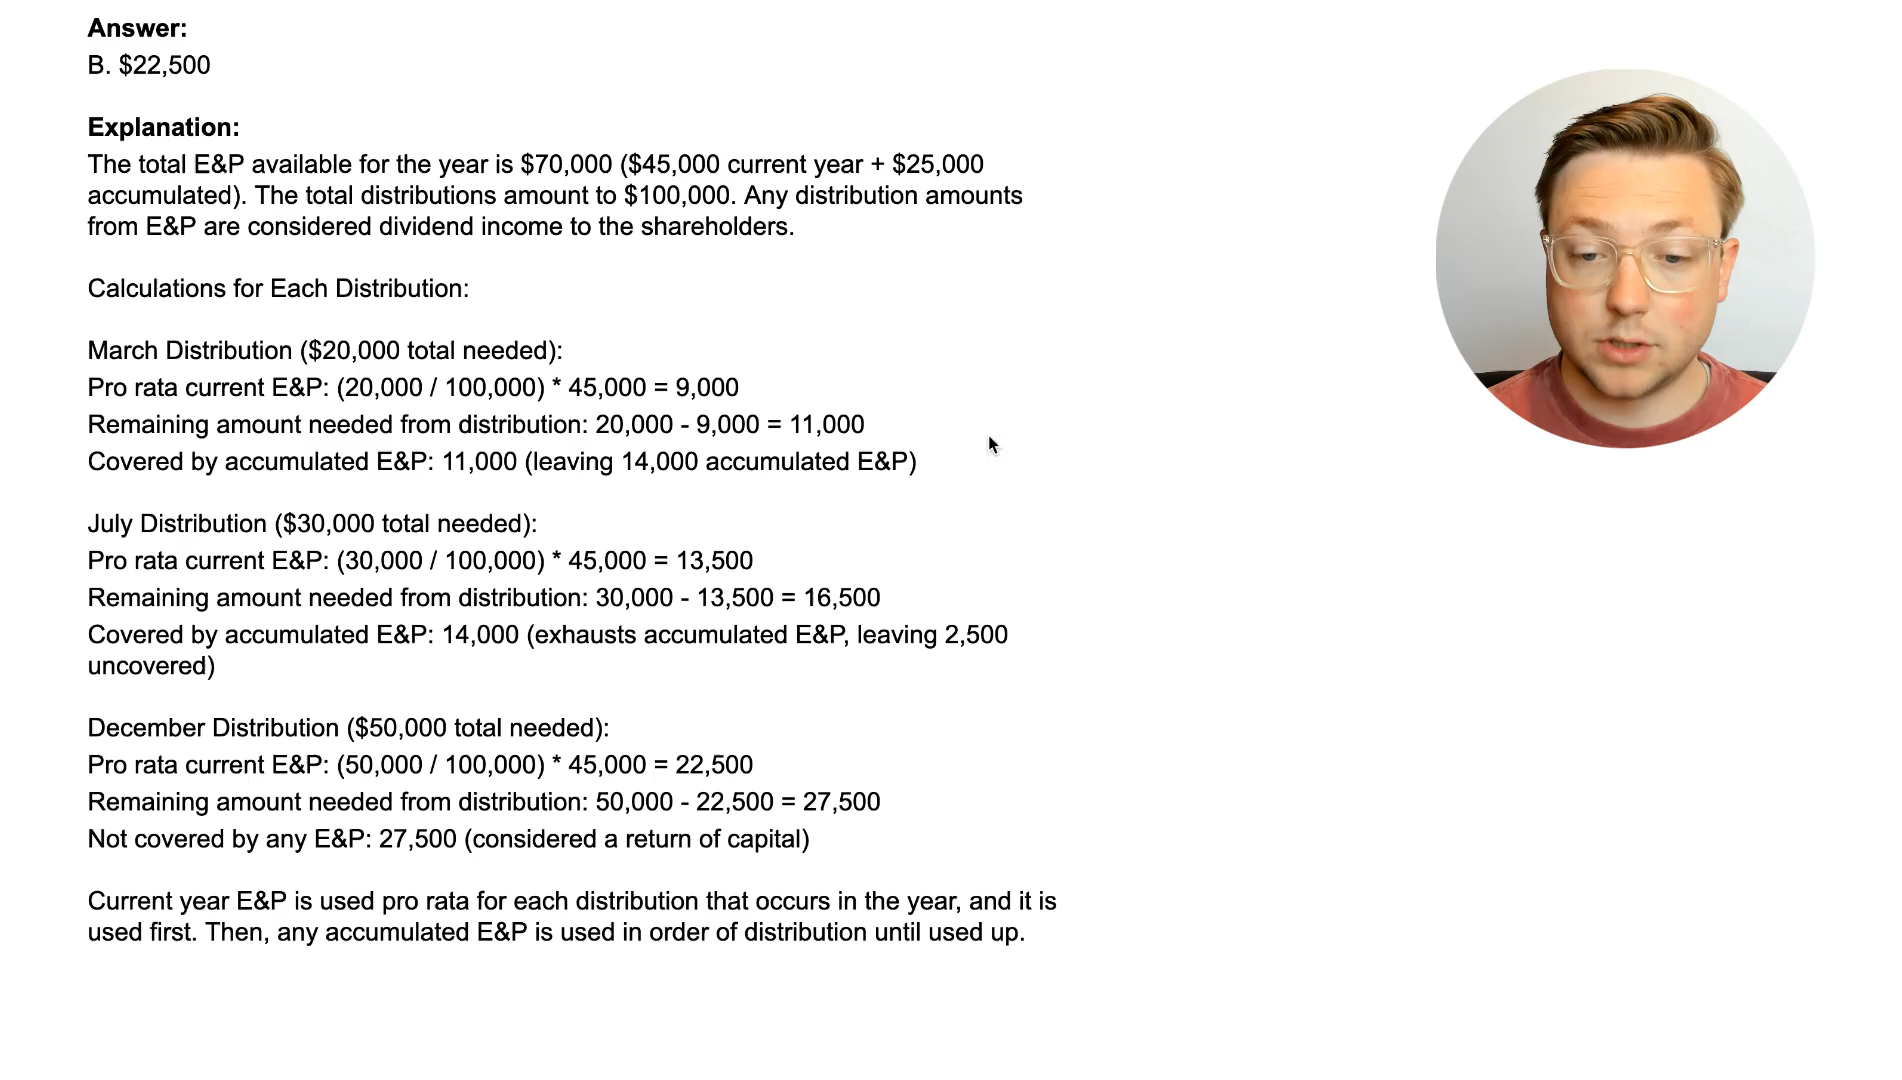 Answer:
B. $22,500
Explanation:
The total E&P available for the year is $70,000 ($45,000 current year + $25,000
accumulated). The total distributions amount to $100,000. Any distribution amounts
from E&P are considered dividend income to the shareholders.
Calculations for Each Distribution:
March Distribution ($20,000 total needed):
Pro rata current E&P: (20,000 / 100,000) * 45,000 = 9,000
Remaining amount needed from distribution: 20,000 - 9,000 = 11,000
Covered by accumulated E&P: 11,000 (leaving 14,000 accumulated E&P)
July Distribution ($30,000 total needed):
Pro rata current E&P: (30,000 / 100,000) * 45,000 = 13,500
Remaining amount needed from distribution: 30,000 - 13,500 = 16,500
Covered by accumulated E&P: 14,000 (exhausts accumulated E&P, leaving 2,500
uncovered)
December Distribution ($50,000 total needed):
Pro rata current E&P: (50,000 / 100,000) * 45,000 = 22,500
Remaining amount needed from distribution: 50,000 - 22,500 = 27,500
Not covered by any E&P: 27,500 (considered a return of capital)
Current year E&P is used pro rata for each distribution that occurs in the year, and it is
used first. Then, any accumulated E&P is used in order of distribution until used up.